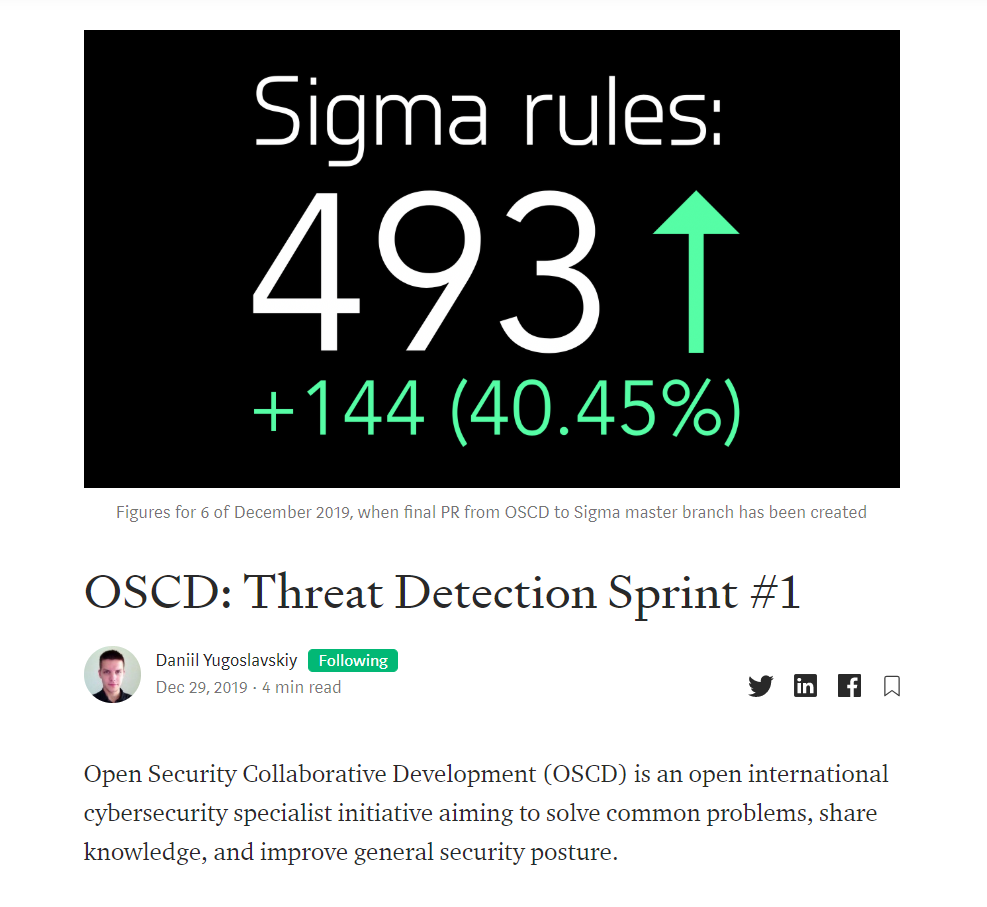 Sigma rules:
493
+144 (40.45%)
Figures for 6 of December 2019, when final PR from OSCD to Sigma master branch has been created
OSCD: Threat Detection Sprint #1
Daniil Yugoslavskiy Following
Dec 29, 2019 · 4 min read
Open Security Collaborative Development (OSCD) is an open international
cybersecurity specialist initiative aiming to solve common problems, share
knowledge, and improve general security posture.